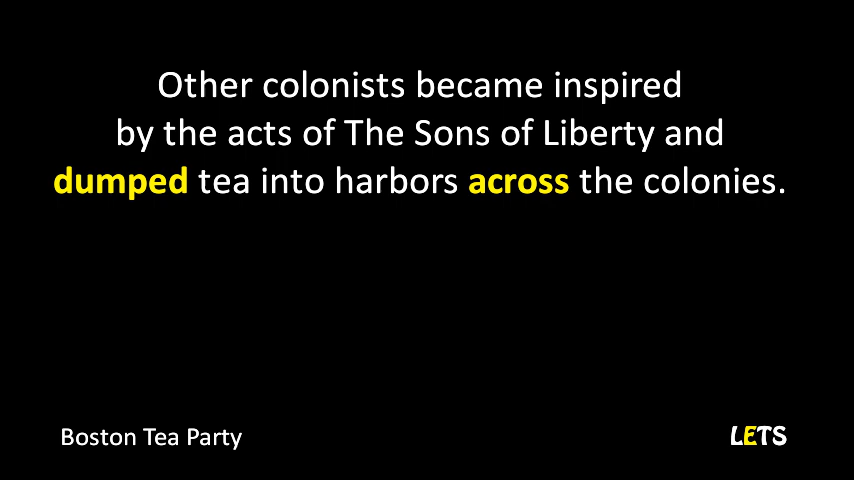 Other colonists became inspired
by the acts of The Sons of Liberty and
dumped tea into harbors across the colonies.
Boston Tea Party
LETS